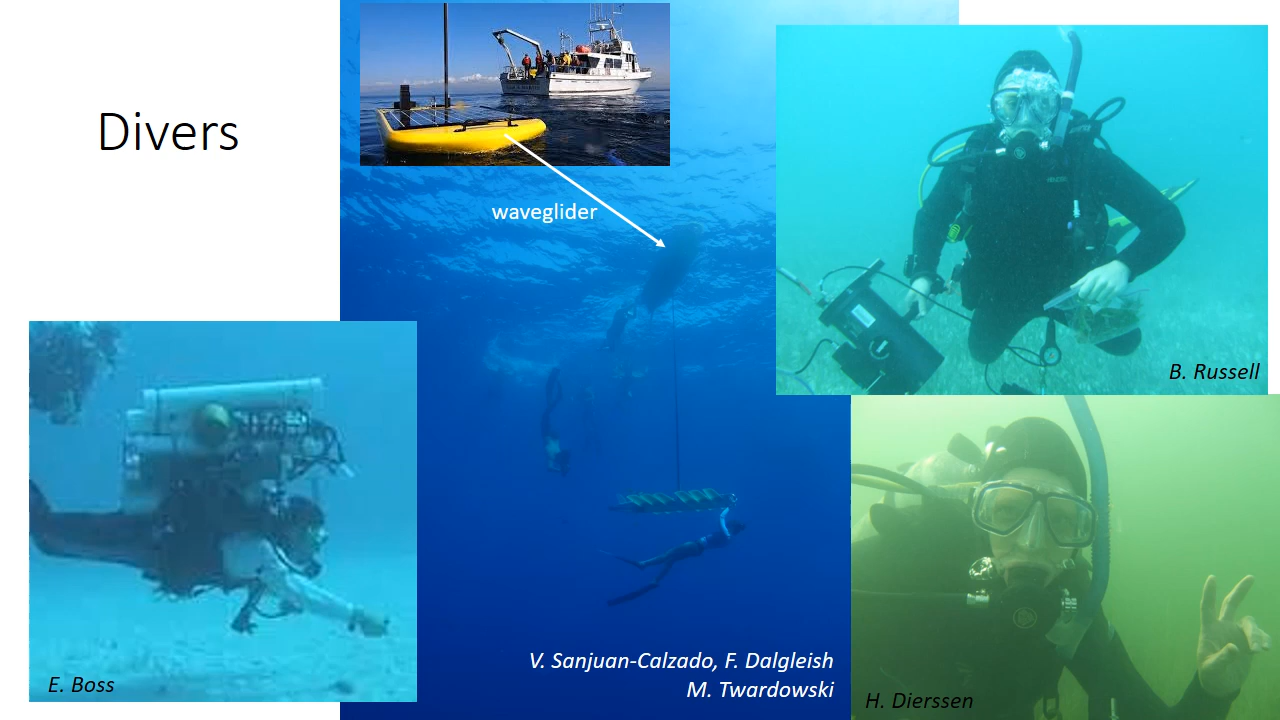 Divers
waveglider
B. Russell
E. Boss
V. Sanjuan-Calzado, F. Dalgleish
M. Twardowski
H. Dierssen